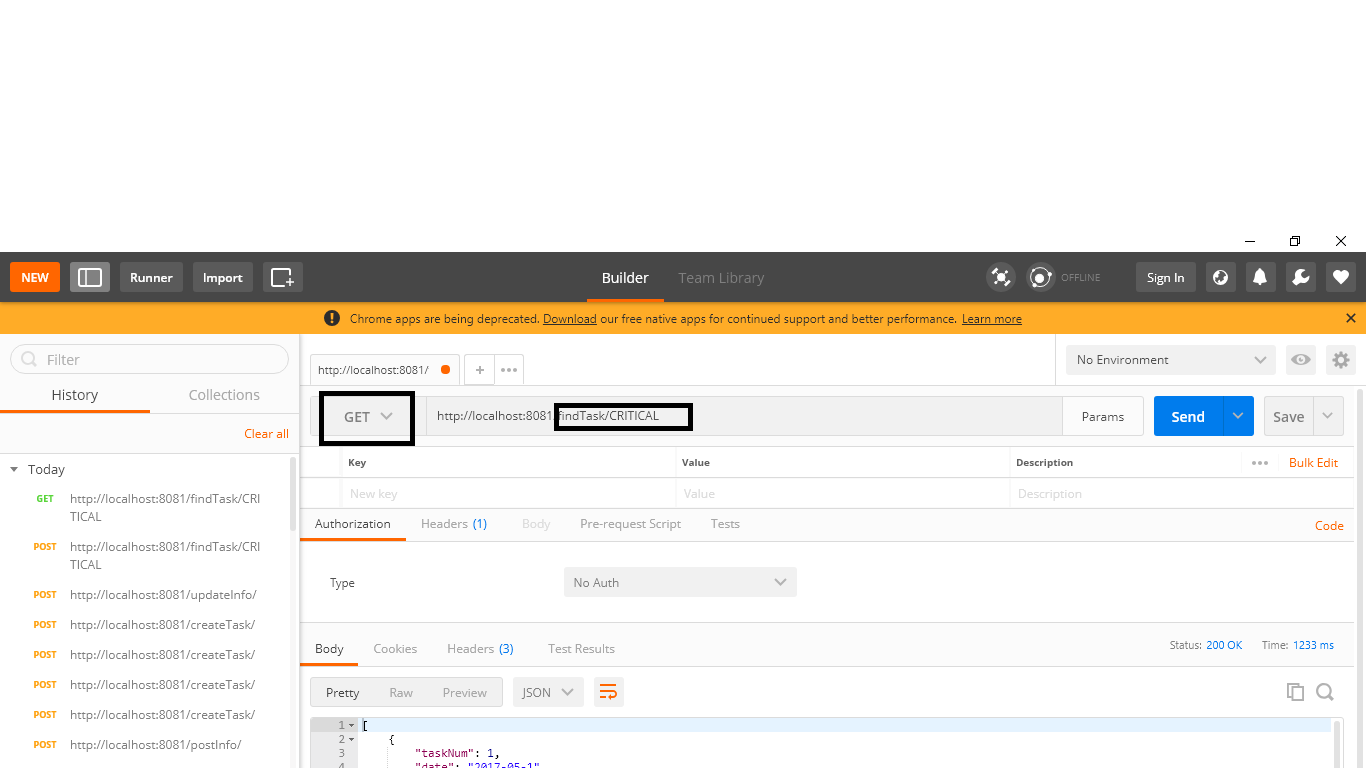 NEW Runner Import Builder Team Library OFFLINE Sign In
! Chrome apps are being deprecated. Download our free native apps for continued support and better performance. Learn more
Filter
History Collections
Clear all
Today
GET http://localhost:8081/findTask/CRI
TICAL
POST http://localhost:8081/findTask/CRI
TICAL
POST http://localhost:8081/updateInfo/
POST http://localhost:8081/createTask/
POST http://localhost:8081/createTask/
POST http://localhost:8081/createTask/
POST http://localhost:8081/createTask/
POST http://localhost:8081/postInfo/
http://localhost:8081/ + ••• No Environment
GET http://localhost:8081/findTask/CRITICAL Params Send Save
Key Value Description ••• Bulk Edit
New key Value Description
Authorization Headers (1) Body Pre-request Script Tests Code
Type No Auth
Body Cookies Headers (3) Test Results Status: 200 OK Time: 1233 ms
Pretty Raw Preview JSON
1 [
2 {
3 "taskNum": 1,
4 "date": "2017-05-1"